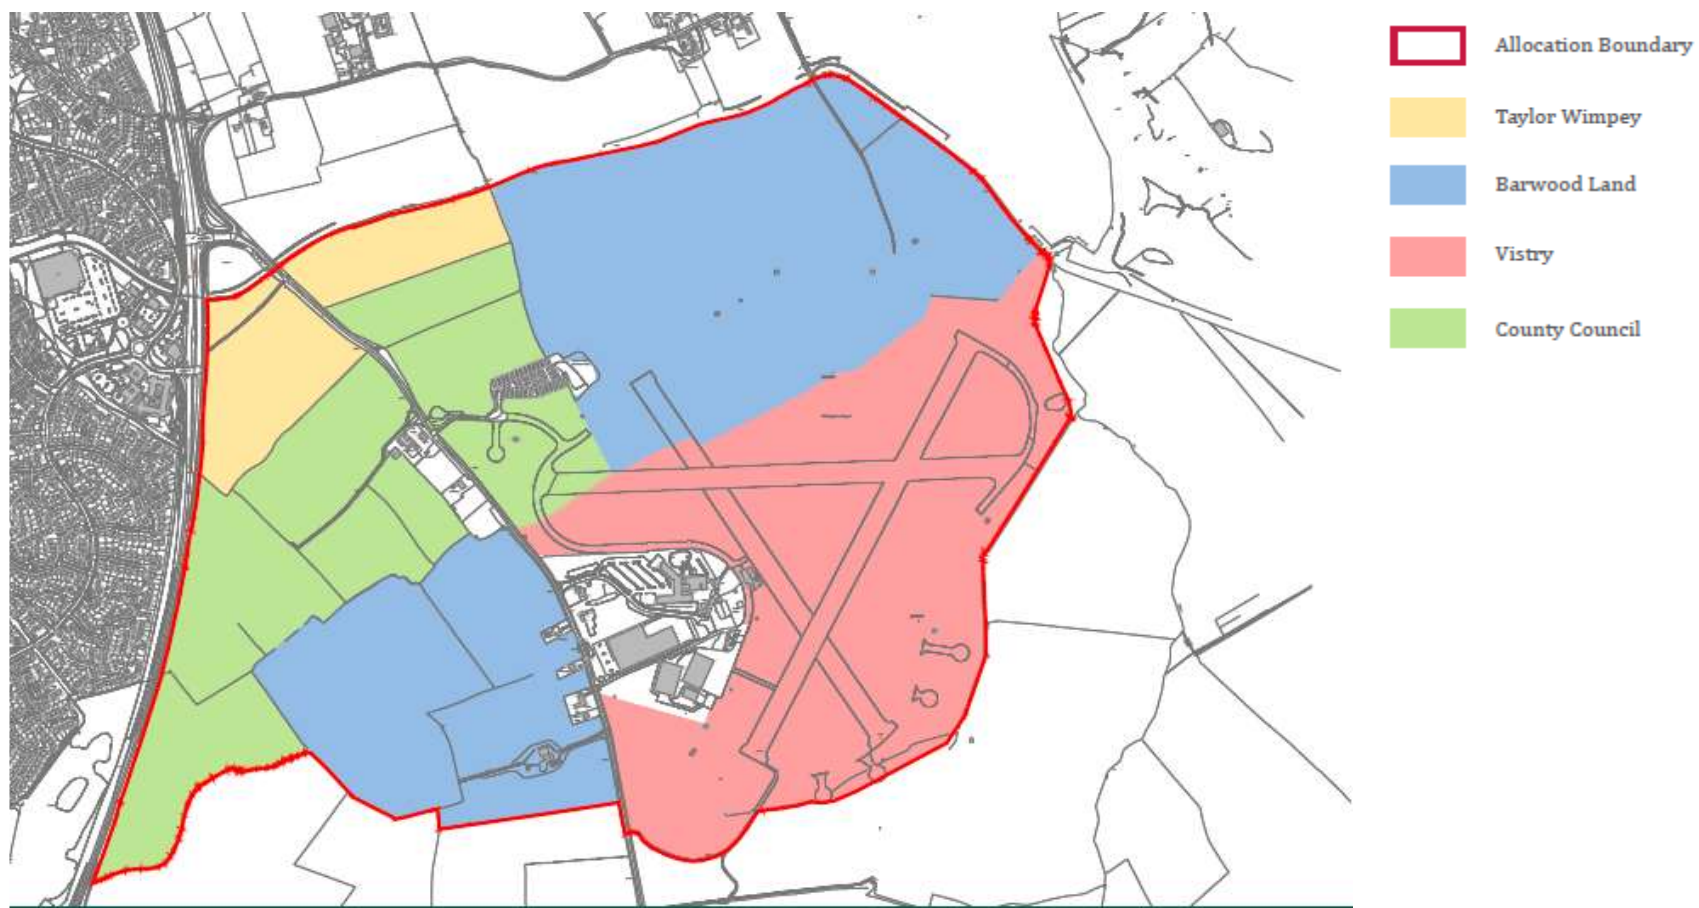 Allocation Boundary
Taylor Wimpey
Barwood Land
Vistry
County Council